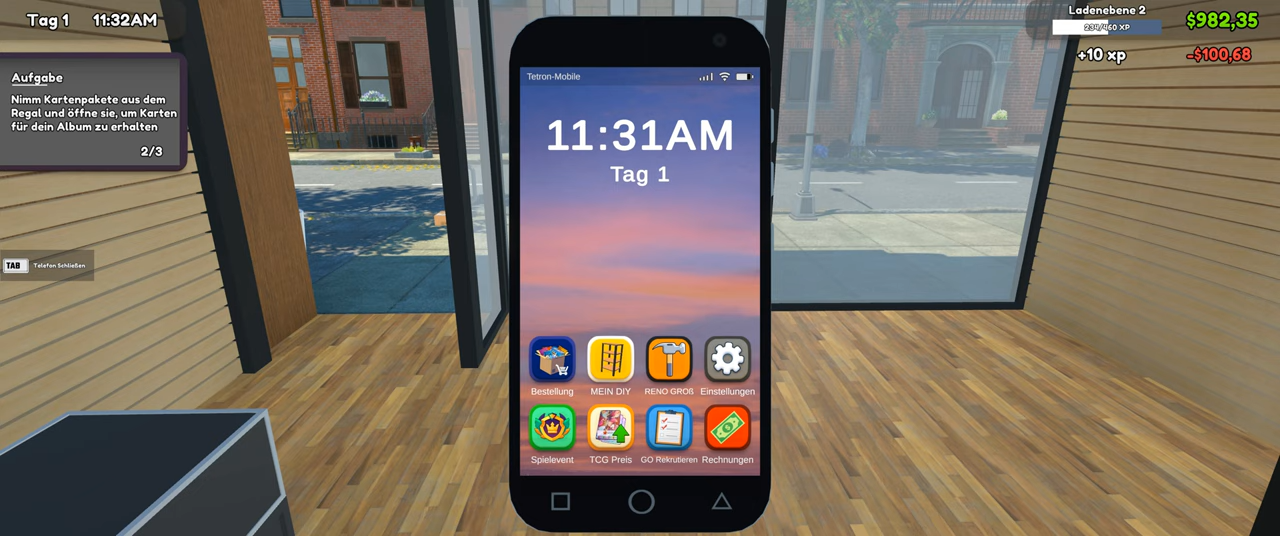 Tag 1 11:32AM
Aufgabe
Nimm Kartenpakete aus dem
Regal und öffne sie, um Karten
für dein Album zu erhalten
2/3
TAB Telefon Schließen
Tetron-Mobile
11:31AM
Tag 1
Bestellung MEIN DIY RENO GROß Einstellungen
Spielevent TCG Preis GO Rekrutieren Rechnungen
Ladenebene 2
$982,35
+10 xp
-$100,68